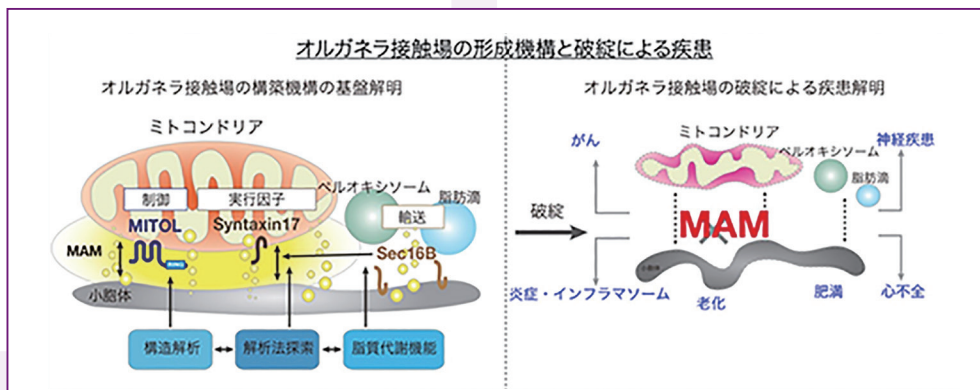 オルガネラ接触場の形成機構と破綻による疾患
オルガネラ接触場の構築機構の基盤解明
ミトコンドリア
制御
実行因子
ペルオキシソーム
脂肪滴
輸送
MITOL
Syntaxin17
MAM
RING
Sec16B
小胞体
構造解析
解析法探索
脂質代謝機能
破綻
オルガネラ接触場の破綻による疾患解明
がん
ミトコンドリア
神経疾患
ペルオキシソーム
脂肪滴
MAM
小胞体
炎症・インフラマソーム
老化
肥満
心不全